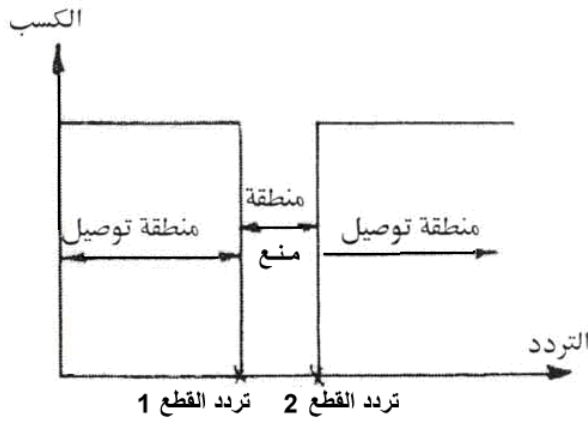 الكسب
منطقة
منطقة توصيل
منع
منطقة توصيل
التردد
تردد القطع 1
تردد القطع 2